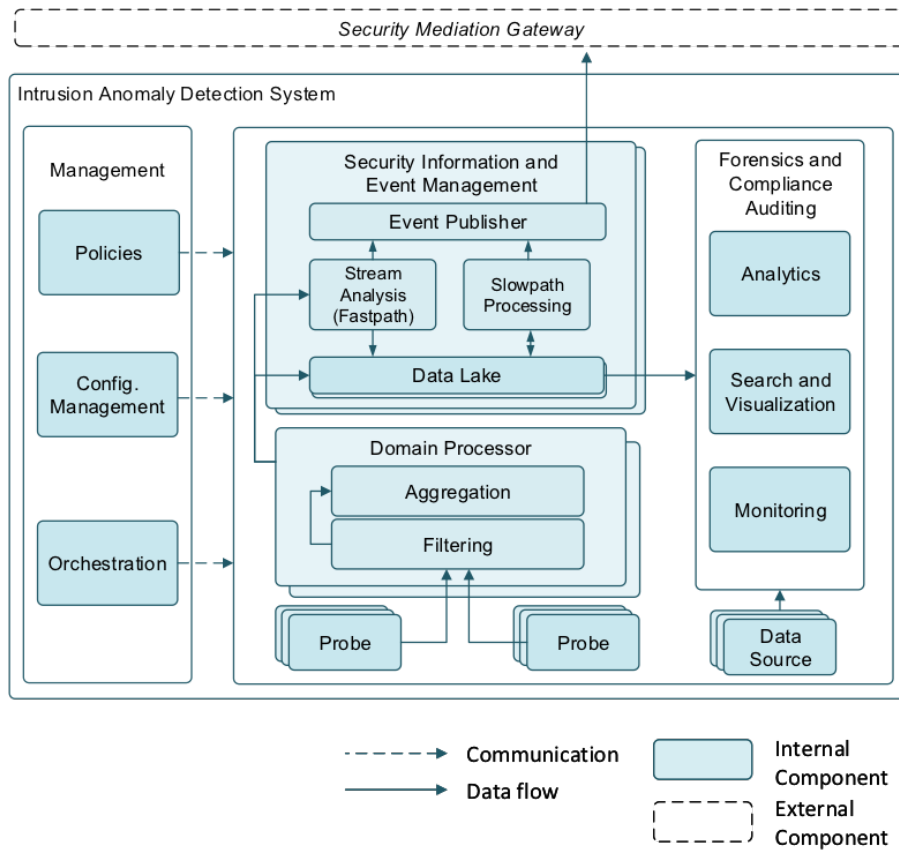 Security Mediation Gateway
Intrusion Anomaly Detection System
Management
Policies
Config.
Management
Orchestration
Security Information and
Event Management
Event Publisher
Stream
Analysis
(Fastpath)
Slowpath
Processing
Data Lake
Domain Processor
Aggregation
Filtering
Probe
Probe
Forensics and
Compliance
Auditing
Analytics
Search and
Visualization
Monitoring
Data
Source
Communication
Data flow
Internal
Component
External
Component